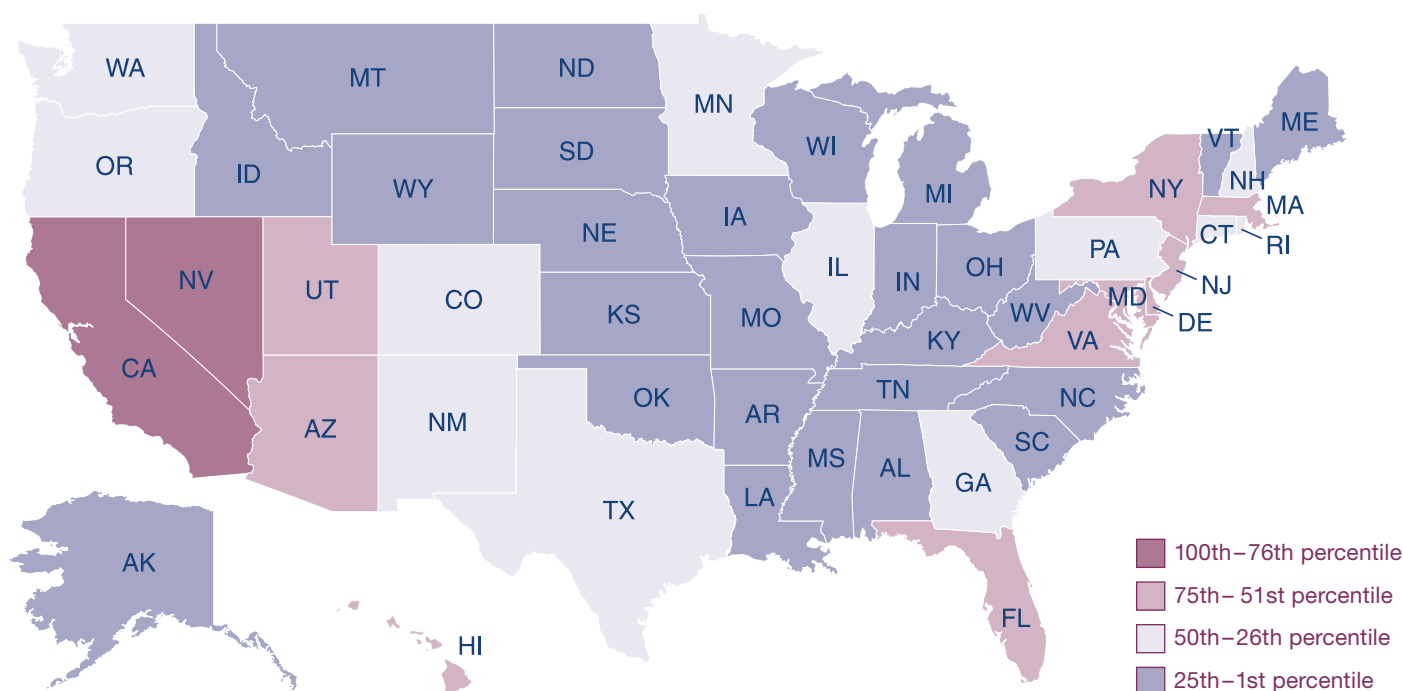 WA
MT
ND
MN
OR
ID
WY
SD
WI
MI
VT
ME
NH
NY
MA
CT
RI
NE
IA
PA
NJ
NV
UT
CO
KS
MO
IL
IN
OH
WV
MD
DE
VA
KY
CA
AZ
NM
OK
AR
TN
NC
SC
MS
AL
GA
LA
TX
AK
HI
FL
100th–76th percentile
75th–51st percentile
50th–26th percentile
25th–1st percentile